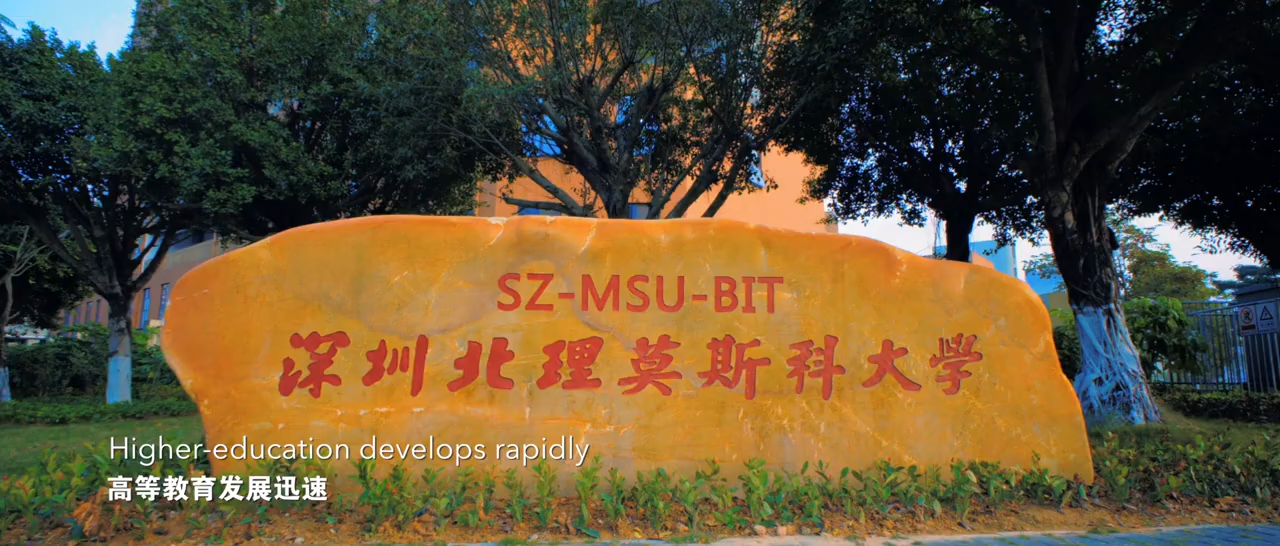 SZ-MSU-BIT
深圳北理莫斯科大學
Higher-education develops rapidly
高等教育发展迅速